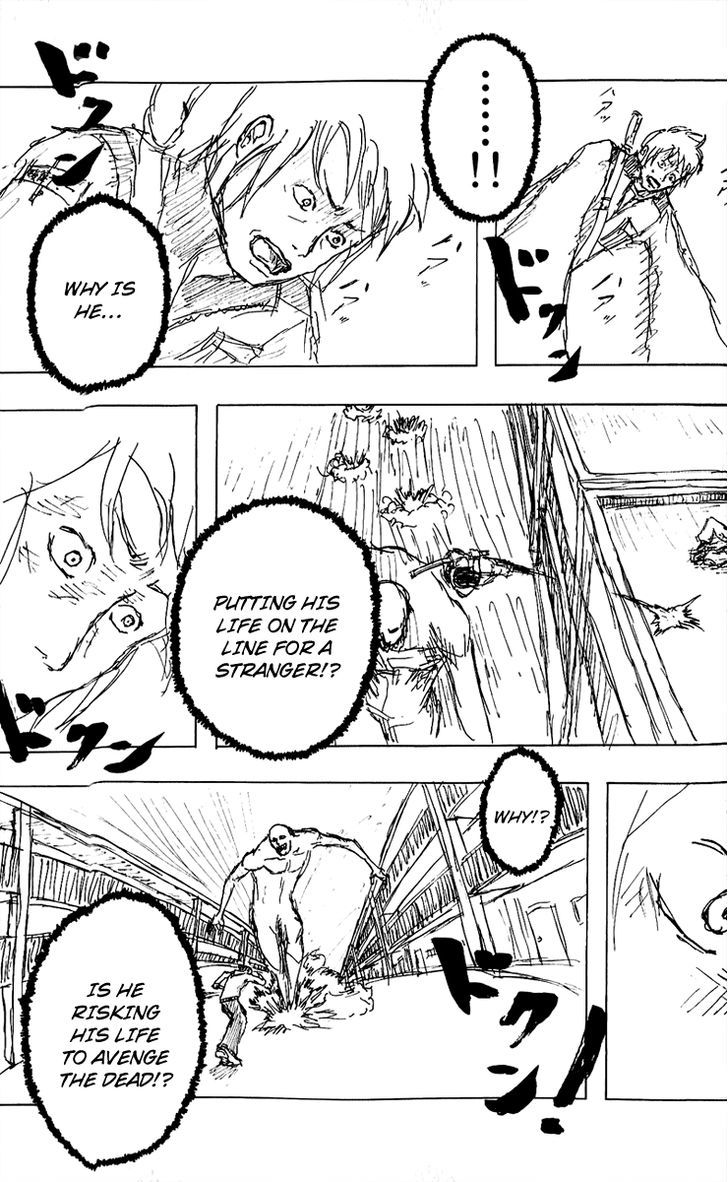 ......!!
ドクン
WHY IS
HE...
ドクン
PUTTING HIS
LIFE ON THE
LINE FOR A
STRANGER!?
ドクン
WHY!?
ドクン!
IS HE
RISKING
HIS LIFE
TO AVENGE
THE DEAD!?